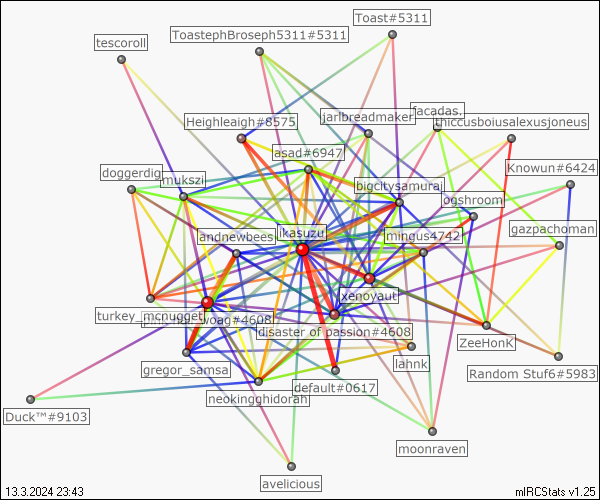 Toast#5311
ToastephBroseph5311#5311
tescoroll
facadas.
jarlbreadmaker
thiccusboiusalexusjoneus
Heighleaigh#8575
asad#6947
Knowun#6424
doggerdig
mukszi
bigcitysamurai
ogshroom
ikasuzu
andnewbees
mingus4742
gazpachoman
xenoyaut
turkey_mcnugget
woag#4608
disaster of passion#4608
ZeeHonK
lahnk
gregor_samsa
Random Stuf6#5983
default#0617
neokingghidorah
Duck™#9103
moonraven
avelicious
13.3.2024 23:43
mIRCStats v1.25